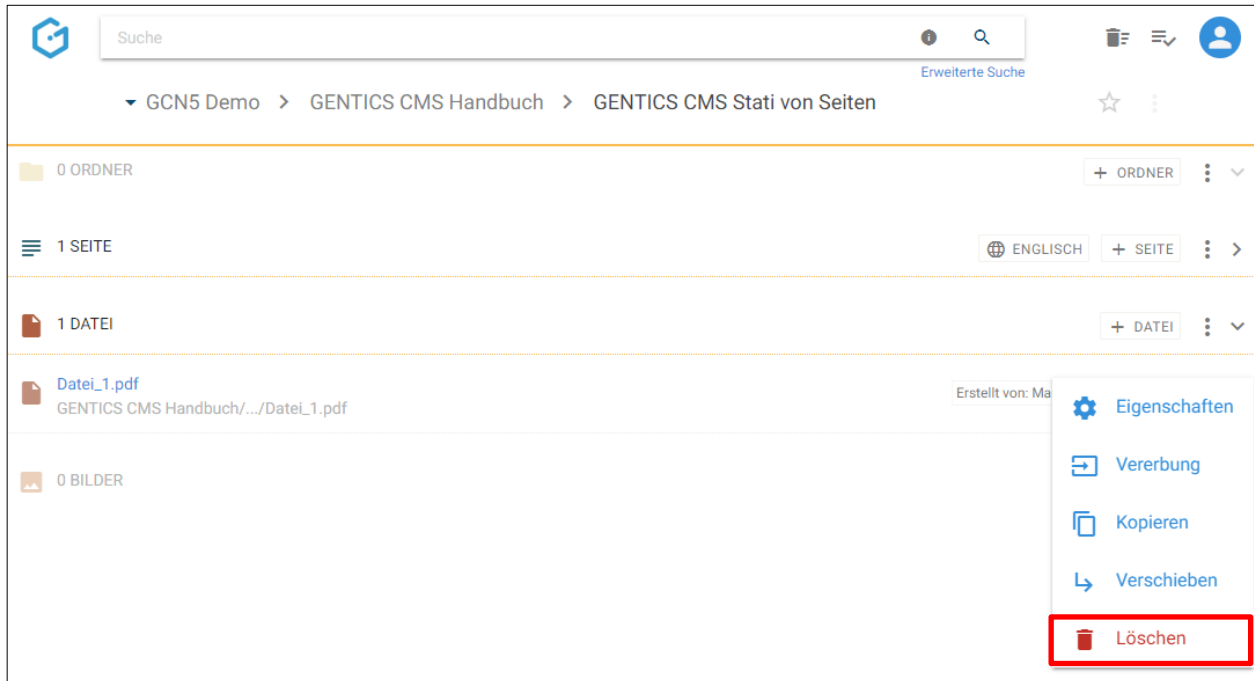 Suche
Erweiterte Suche
GCN5 Demo > GENTICS CMS Handbuch > GENTICS CMS Stati von Seiten
0 ORDNER
+ ORDNER
1 SEITE
ENGLISCH
+ SEITE
1 DATEI
+ DATEI
Datei_1.pdf
GENTICS CMS Handbuch/.../Datei_1.pdf
Erstellt von: Ma
Eigenschaften
Vererbung
Kopieren
Verschieben
Löschen
0 BILDER